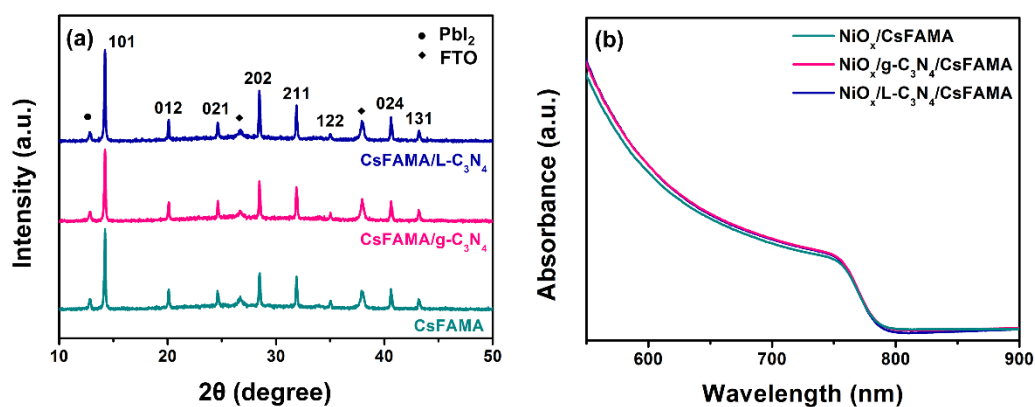 (a)
● PbI₂
◆ FTO
101
012
021
202
211
122
024
131
CsFAMA/L-C₃N₄
CsFAMA/g-C₃N₄
CsFAMA
Intensity (a.u.)
10 20 30 40 50
2θ (degree)
(b)
NiOₓ/CsFAMA
NiOₓ/g-C₃N₄/CsFAMA
NiOₓ/L-C₃N₄/CsFAMA
Absorbance (a.u.)
600 700 800 900
Wavelength (nm)